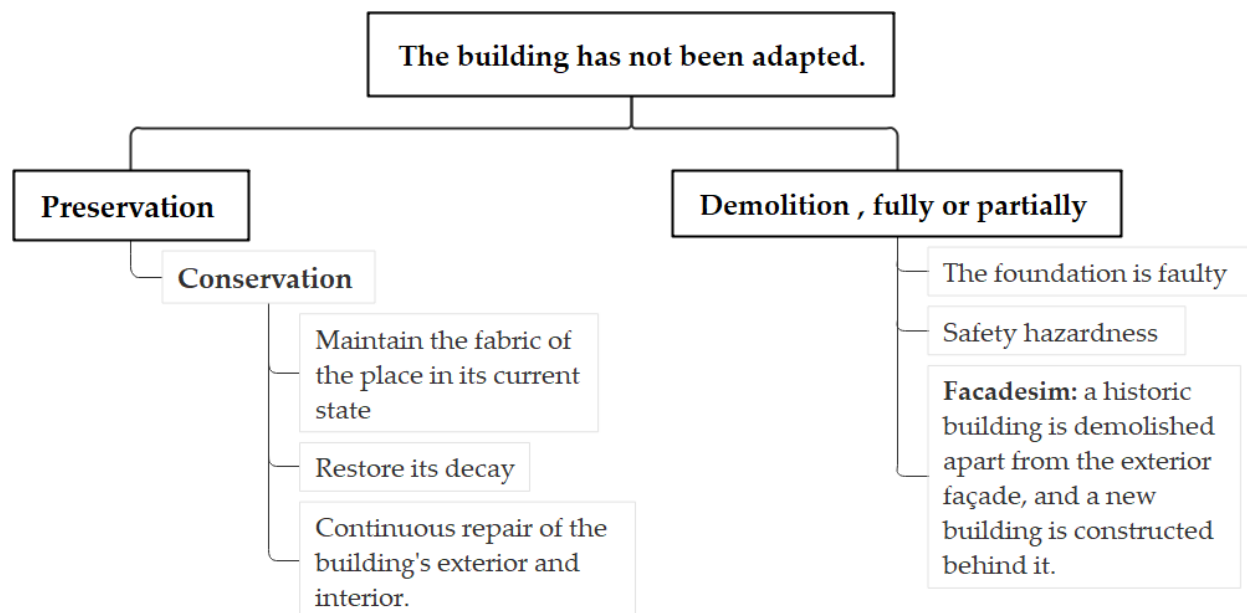 The building has not been adapted.
Preservation
Conservation
Maintain the fabric of
the place in its current
state
Restore its decay
Continuous repair of the
building's exterior and
interior.
Demolition , fully or partially
The foundation is faulty
Safety hazardness
Facadesim: a historic
building is demolished
apart from the exterior
façade, and a new
building is constructed
behind it.